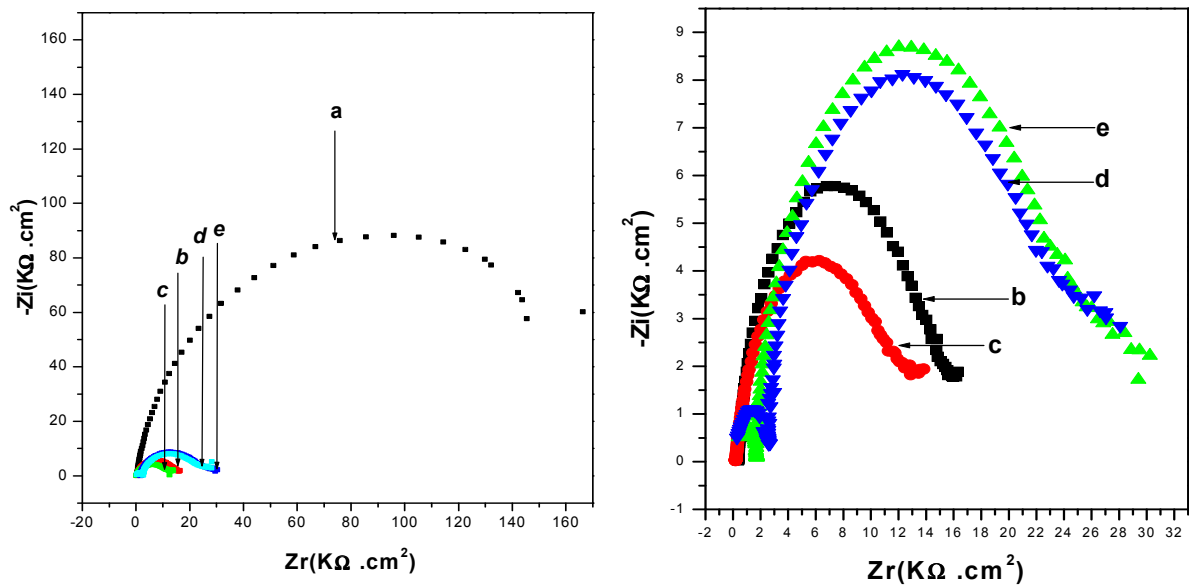 160
140
120
100
80
60
40
20
0
-Zi(KΩ.cm²)
a
e
d
b
c
-20 0 20 40 60 80 100 120 140 160
Zr(KΩ .cm²)
9
8
7
6
5
4
3
2
1
0
-1
-Zi(KΩ.cm²)
e
d
b
c
-2 0 2 4 6 8 10 12 14 16 18 20 22 24 26 28 30 32
Zr(KΩ .cm²)